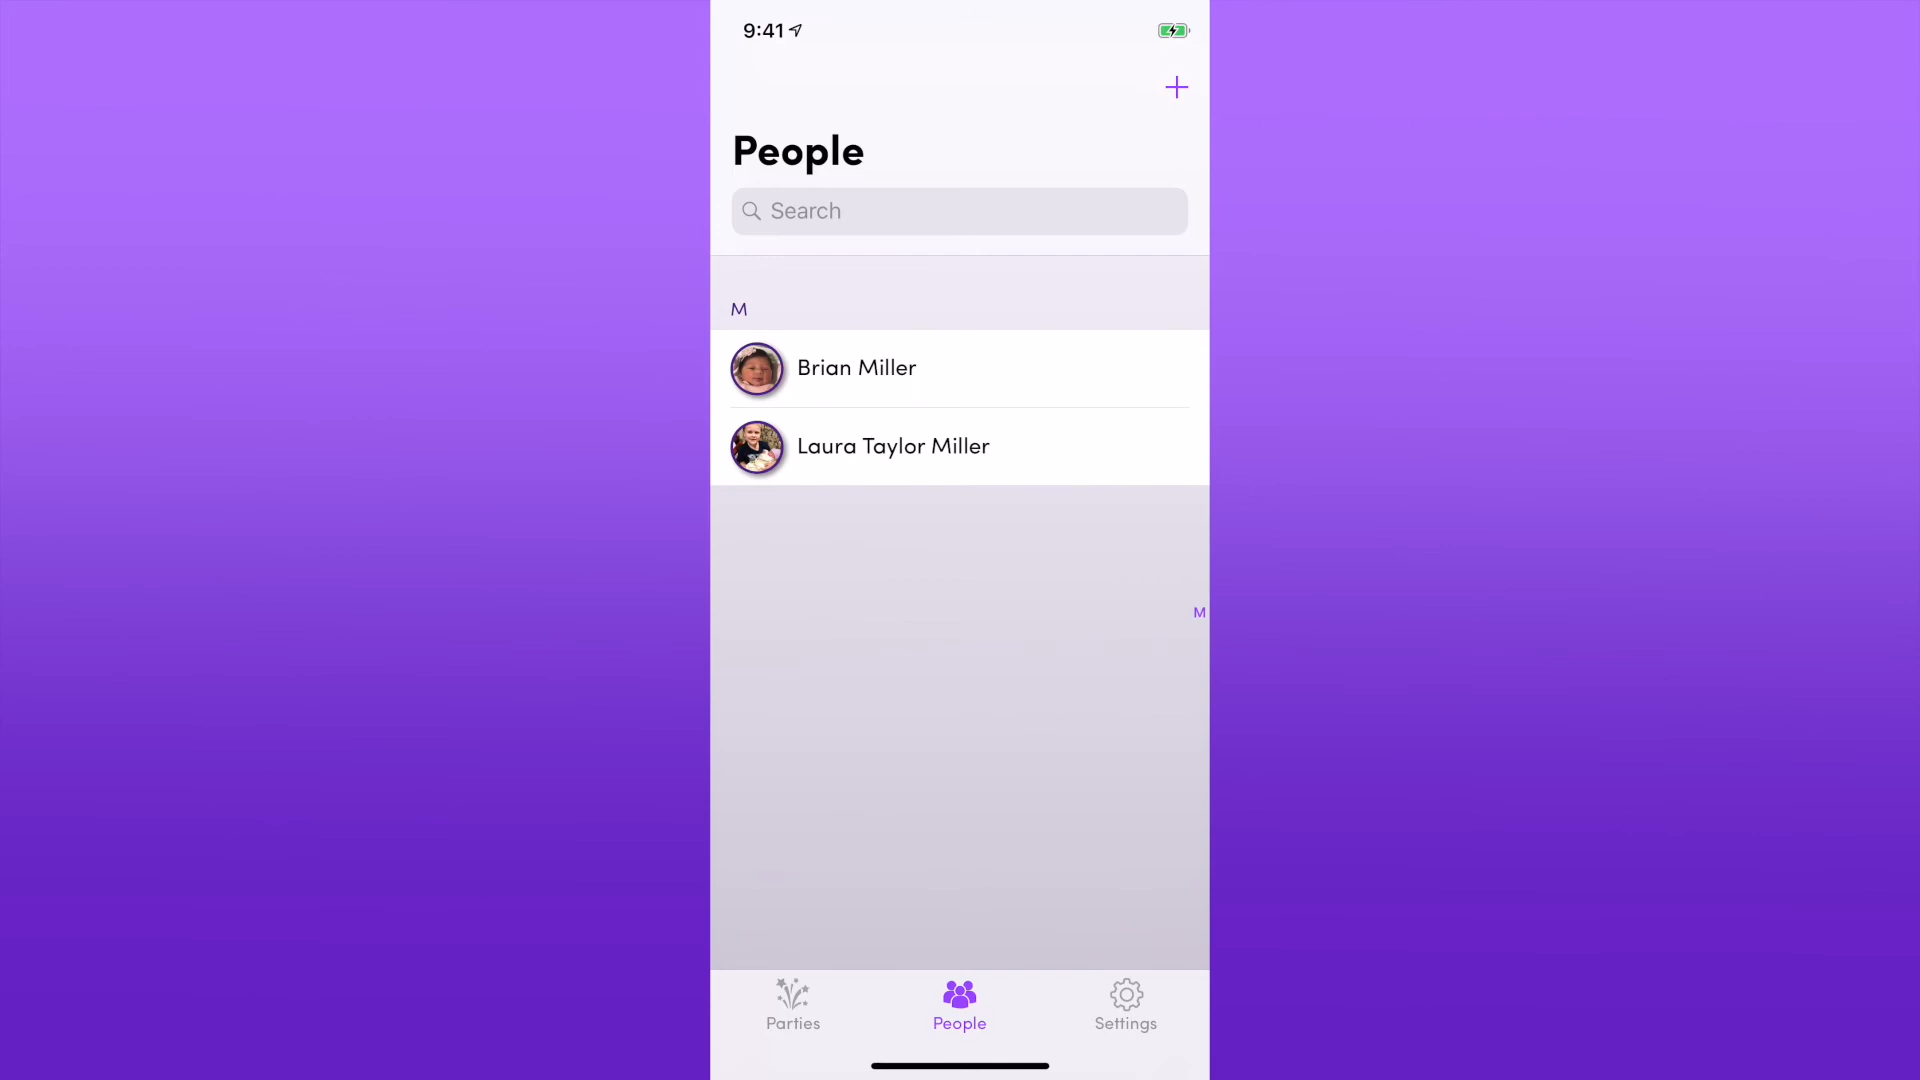 9:41
People
Search
M
Brian Miller
Laura Taylor Miller
M
Parties
People
Settings